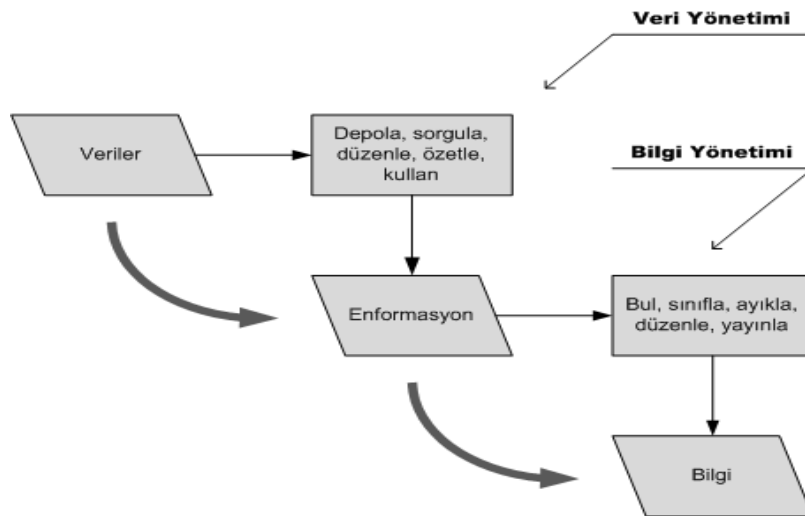 Veri Yönetimi
Veriler
Depola, sorgula,
düzenle, özetle,
kullan
Bilgi Yönetimi
Enformasyon
Bul, sınıfla, ayıkla,
düzenle, yayınla
Bilgi